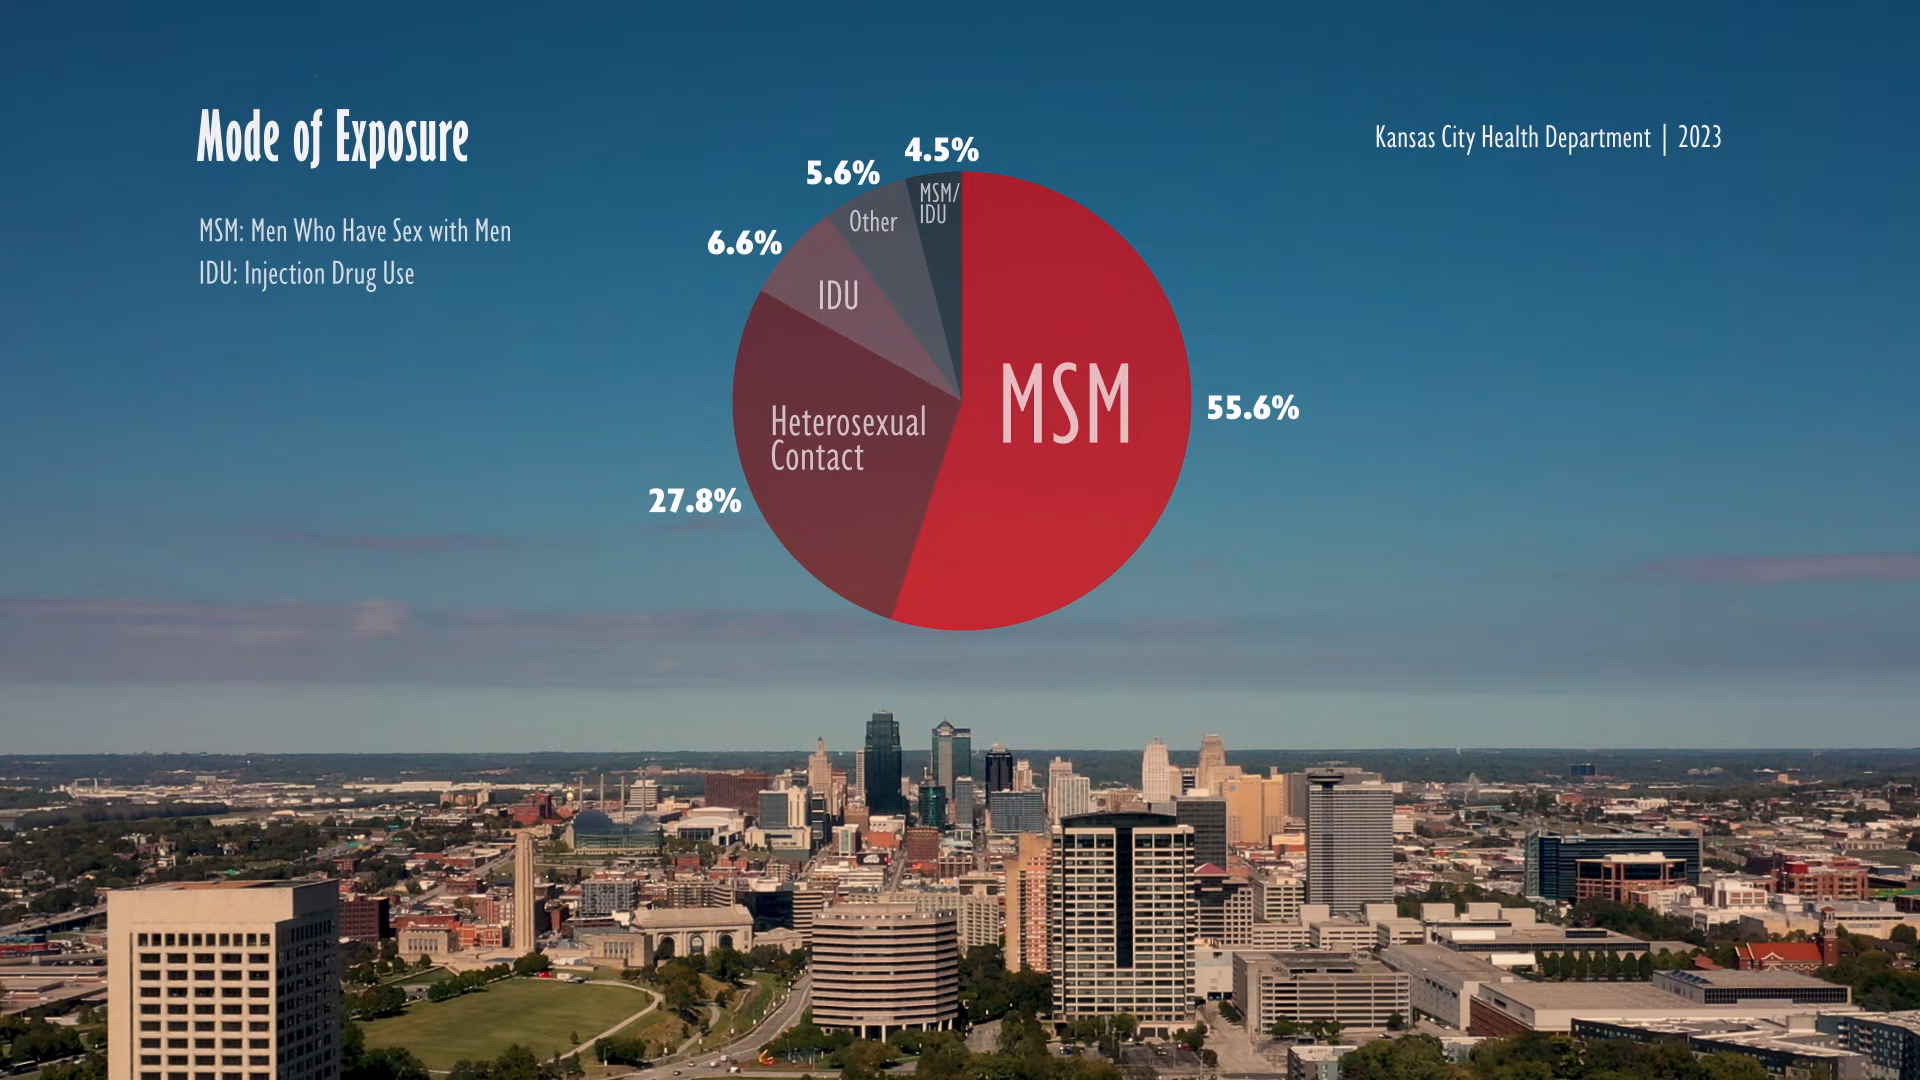 Mode of Exposure
Kansas City Health Department | 2023
MSM: Men Who Have Sex with Men
IDU: Injection Drug Use
4.5%
5.6%
MSM/
IDU
Other
6.6%
IDU
MSM
55.6%
Heterosexual
Contact
27.8%